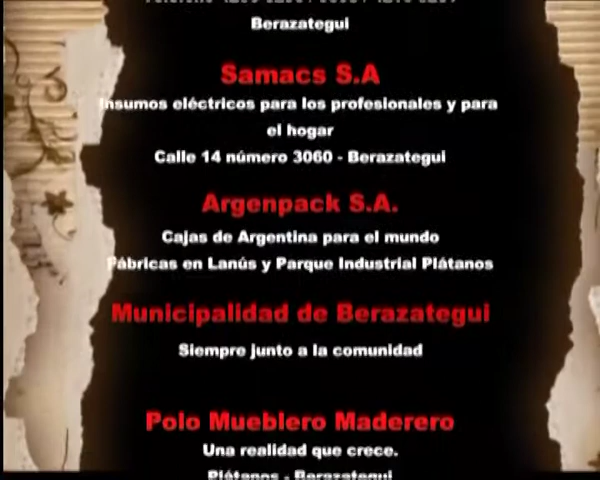 Berazategui
Samacs S.A
Insumos eléctricos para los profesionales y para
el hogar
Calle 14 número 3060 - Berazategui
Argenpack S.A.
Cajas de Argentina para el mundo
Fábricas en Lanús y Parque Industrial Plátanos
Municipalidad de Berazategui
Siempre junto a la comunidad
Polo Mueblero Maderero
Una realidad que crece.
Plátanos - Berazategui